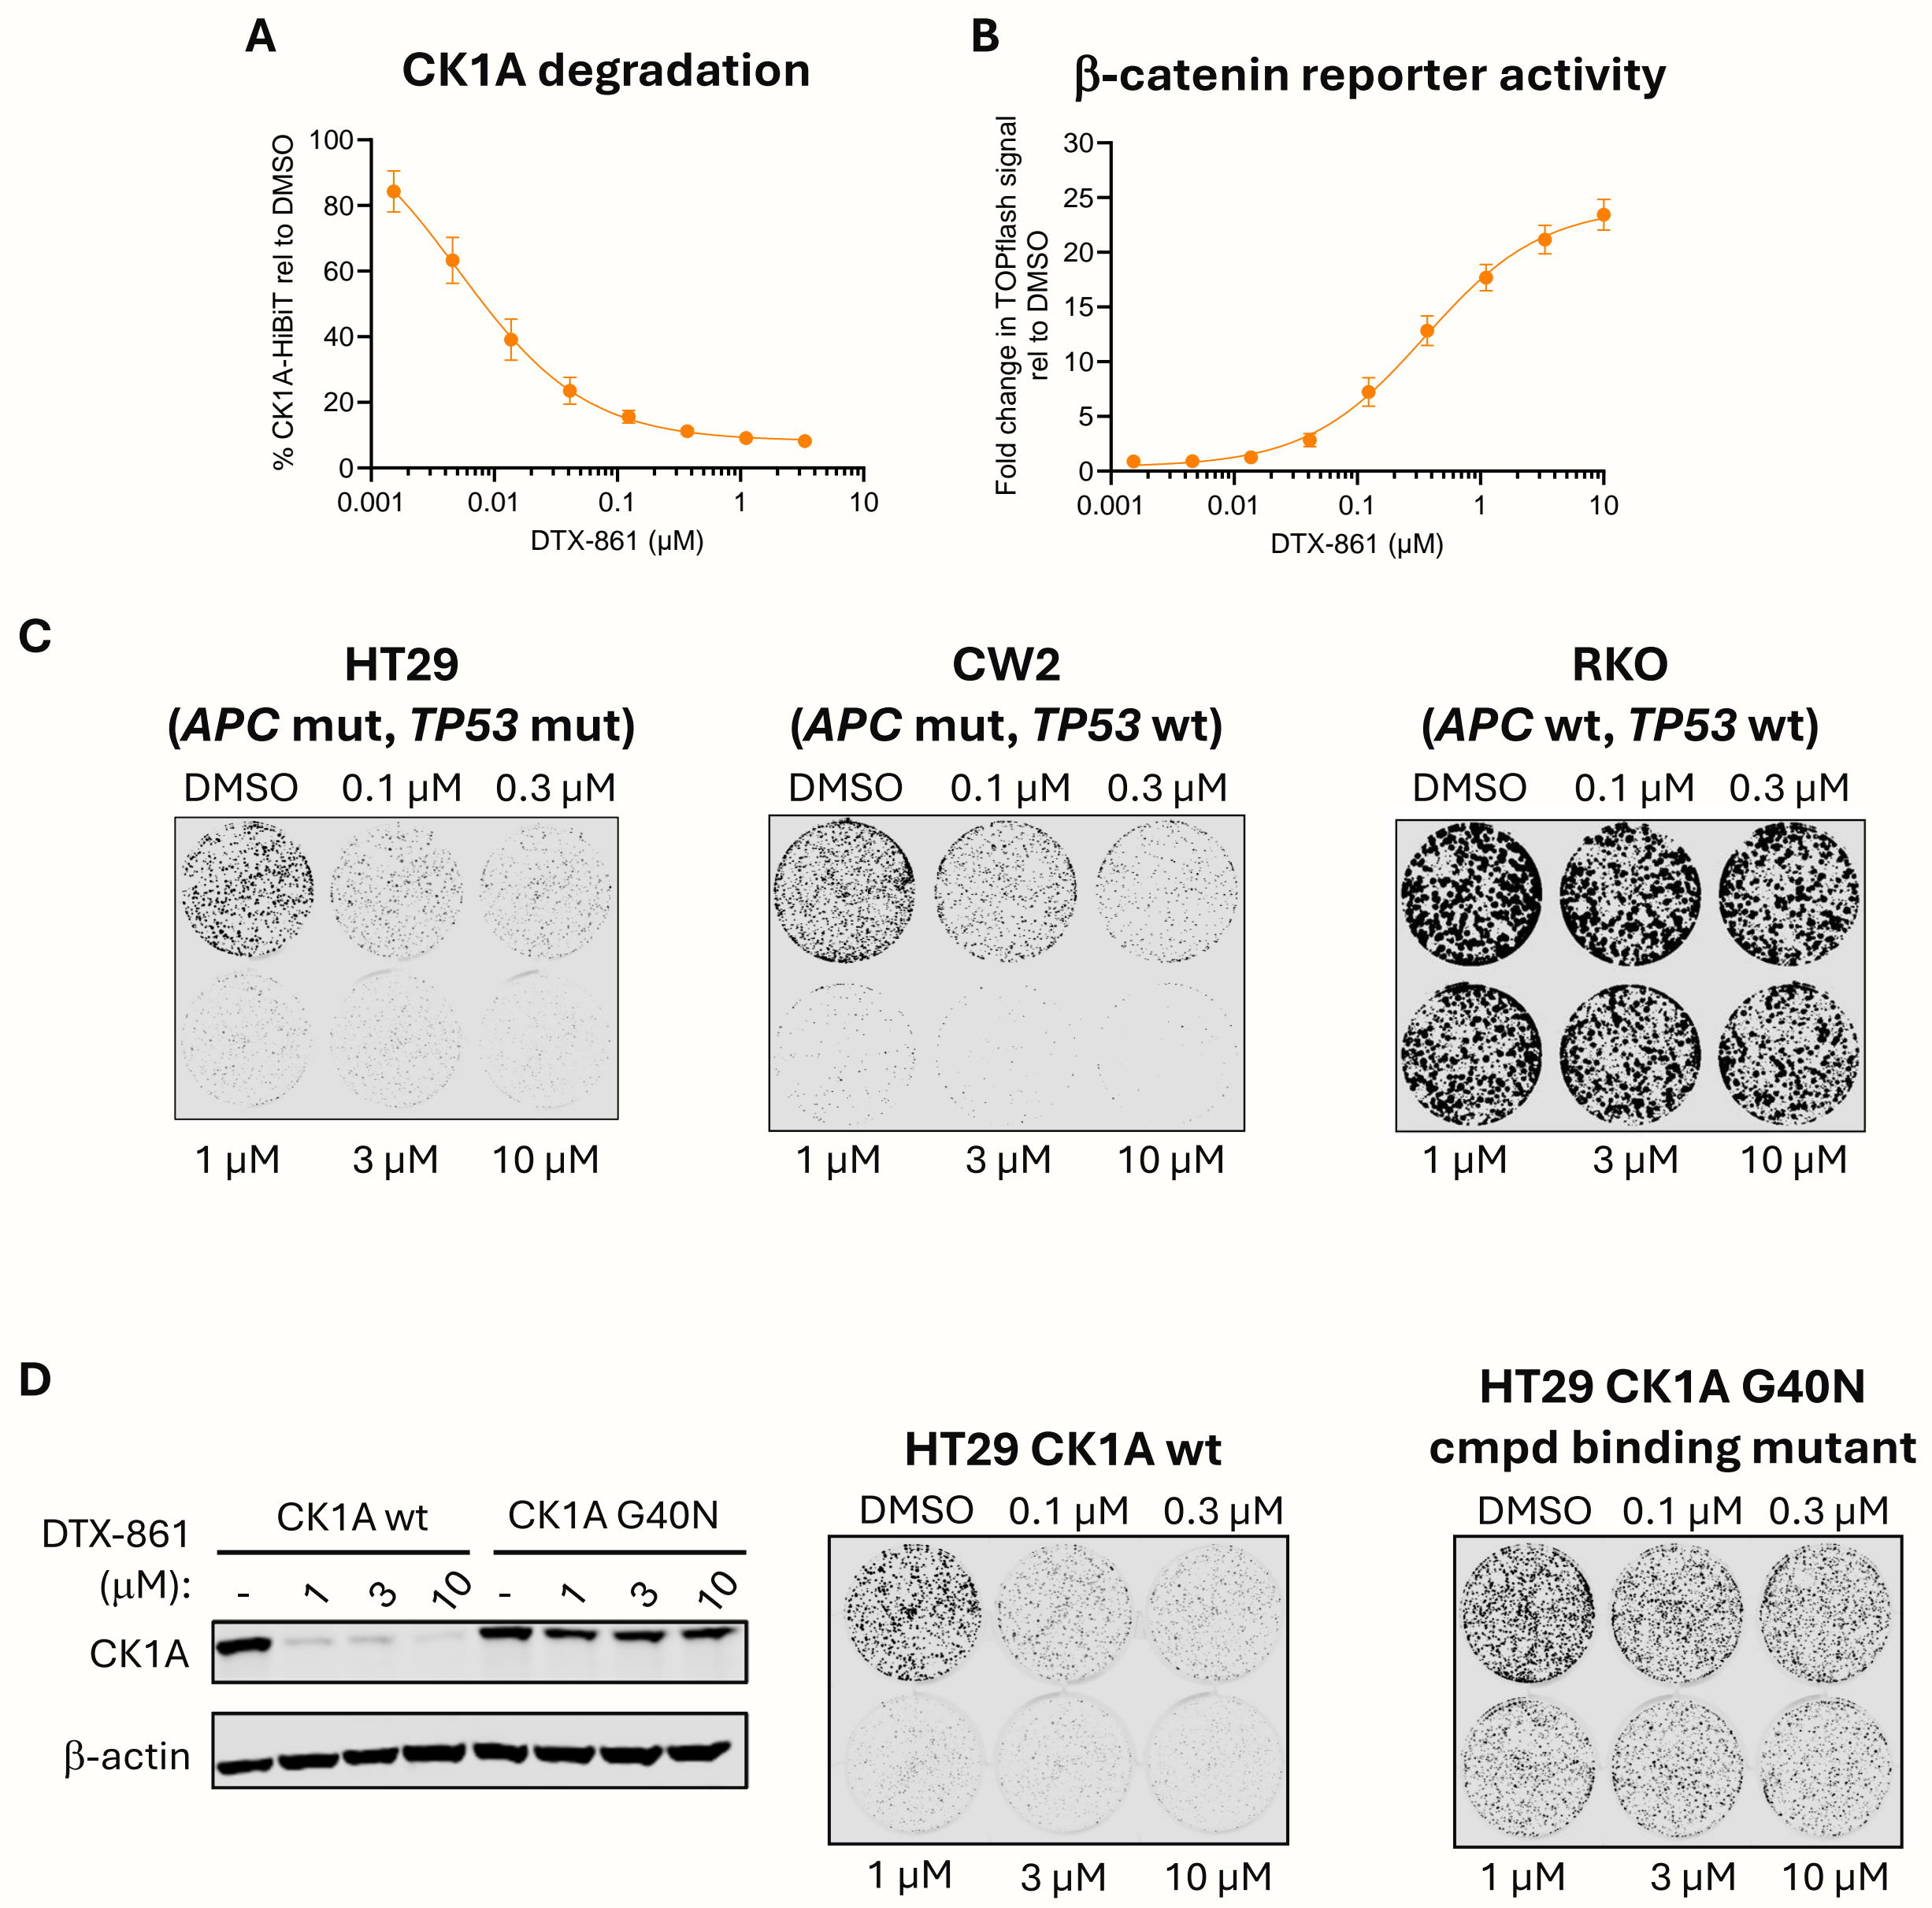 A
CK1A degradation
% CK1A-HiBiT rel to DMSO
100
80
60
40
20
0
0.001 0.01 0.1 1 10
DTX-861 (µM)
B
β-catenin reporter activity
Fold change in TOPflash signal
rel to DMSO
30
25
20
15
10
5
0
0.001 0.01 0.1 1 10
DTX-861 (µM)
C
HT29
(APC mut, TP53 mut)
DMSO 0.1 µM 0.3 µM
1 µM 3 µM 10 µM
CW2
(APC mut, TP53 wt)
DMSO 0.1 µM 0.3 µM
1 µM 3 µM 10 µM
RKO
(APC wt, TP53 wt)
DMSO 0.1 µM 0.3 µM
1 µM 3 µM 10 µM
D
CK1A wt CK1A G40N
DTX-861
(µM): - 1 3 10 - 1 3 10
CK1A
β-actin
HT29 CK1A wt
DMSO 0.1 µM 0.3 µM
1 µM 3 µM 10 µM
HT29 CK1A G40N
cmpd binding mutant
DMSO 0.1 µM 0.3 µM
1 µM 3 µM 10 µM